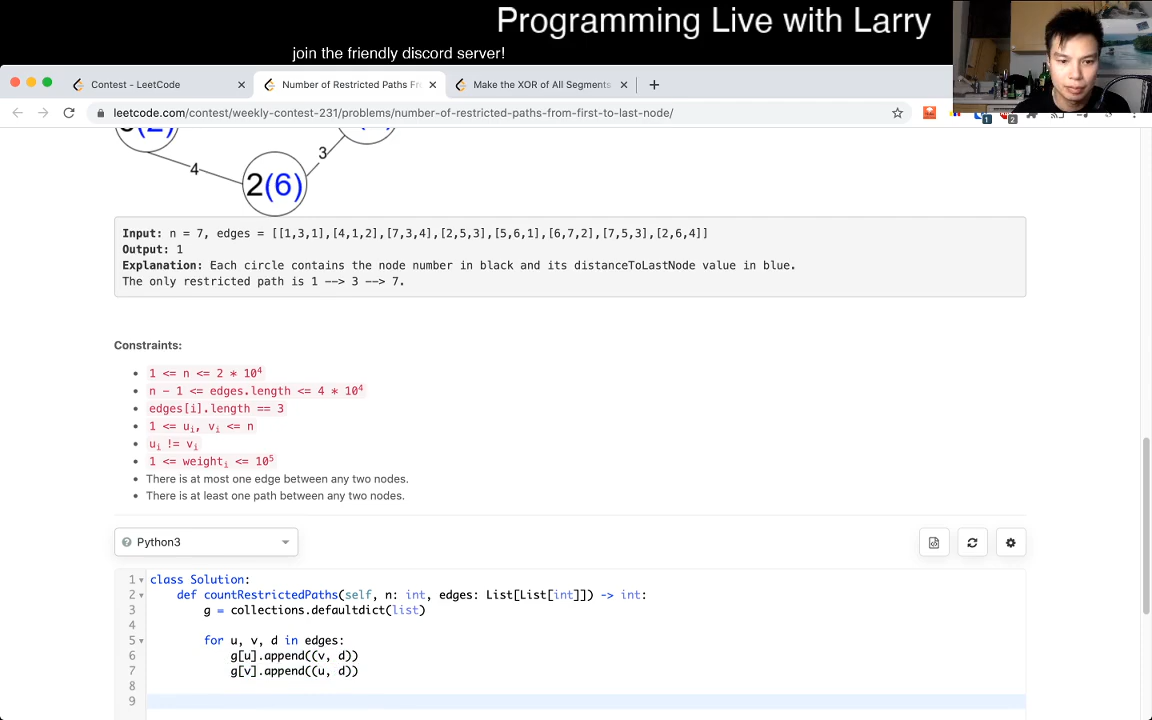 Programming Live with Larry
join the friendly discord server!
Contest - LeetCode
Number of Restricted Paths Fr
Make the XOR of All Segments
leetcode.com/contest/weekly-contest-231/problems/number-of-restricted-paths-from-first-to-last-node/
1
2
3
4
2(6)
Input: n = 7, edges = [[1,3,1],[4,1,2],[7,3,4],[2,5,3],[5,6,1],[6,7,2],[7,5,3],[2,6,4]]
Output: 1
Explanation: Each circle contains the node number in black and its distanceToLastNode value in blue.
The only restricted path is 1 --> 3 --> 7.
Constraints:
1 <= n <= 2 * 10⁴
n - 1 <= edges.length <= 4 * 10⁴
edges[i].length == 3
1 <= uᵢ, vᵢ <= n
uᵢ != vᵢ
1 <= weightᵢ <= 10⁵
There is at most one edge between any two nodes.
There is at least one path between any two nodes.
Python3
1 class Solution:
2 def countRestrictedPaths(self, n: int, edges: List[List[int]]) -> int:
3 g = collections.defaultdict(list)
4
5 for u, v, d in edges:
6 g[u].append((v, d))
7 g[v].append((u, d))
8
9